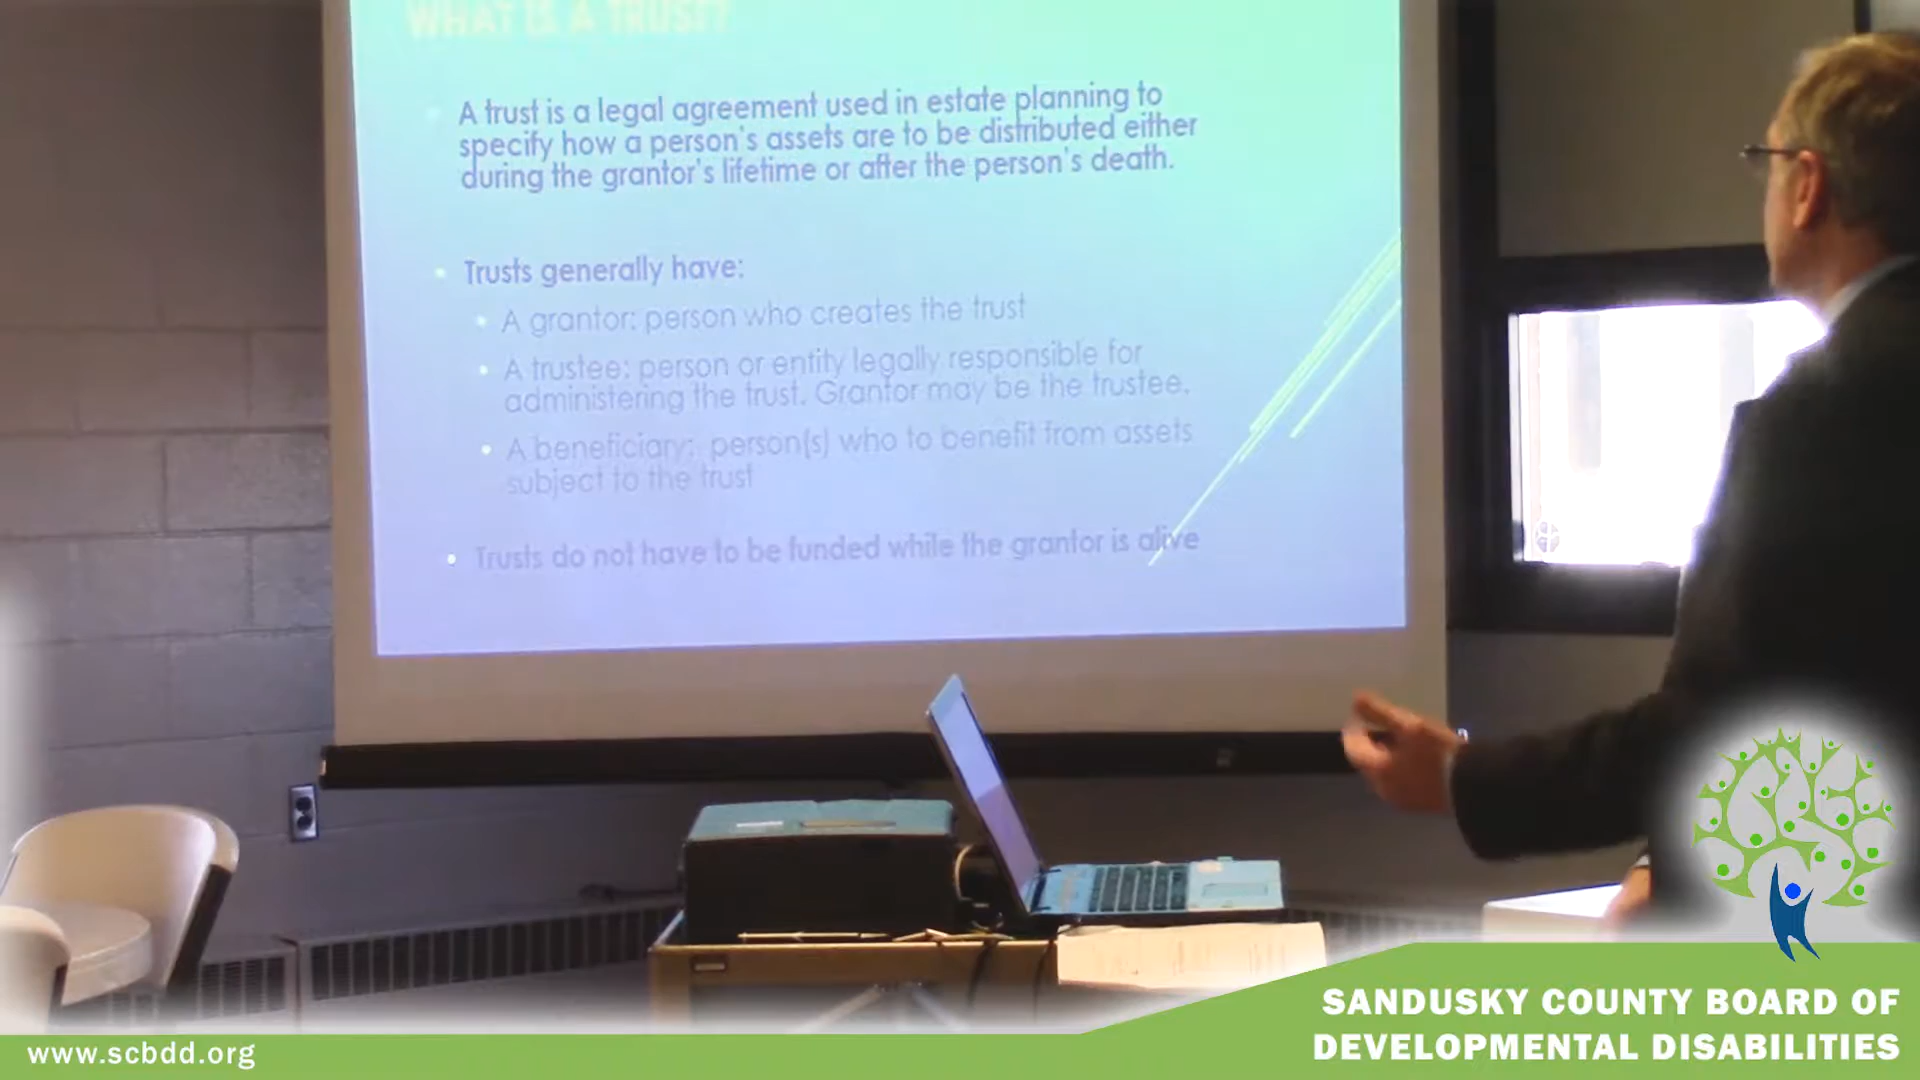 WHAT IS A TRUST?
A trust is a legal agreement used in estate planning to
specify how a person's assets are to be distributed either
during the grantor's lifetime or after the person's death.
Trusts generally have:
A grantor: person who creates the trust
A trustee: person or entity legally responsible for
administering the trust. Grantor may be the trustee.
A beneficiary: person(s) who to benefit from assets
subject to the trust
Trusts do not have to be funded while the grantor is alive
SANDUSKY COUNTY BOARD OF
DEVELOPMENTAL DISABILITIES
www.scbdd.org